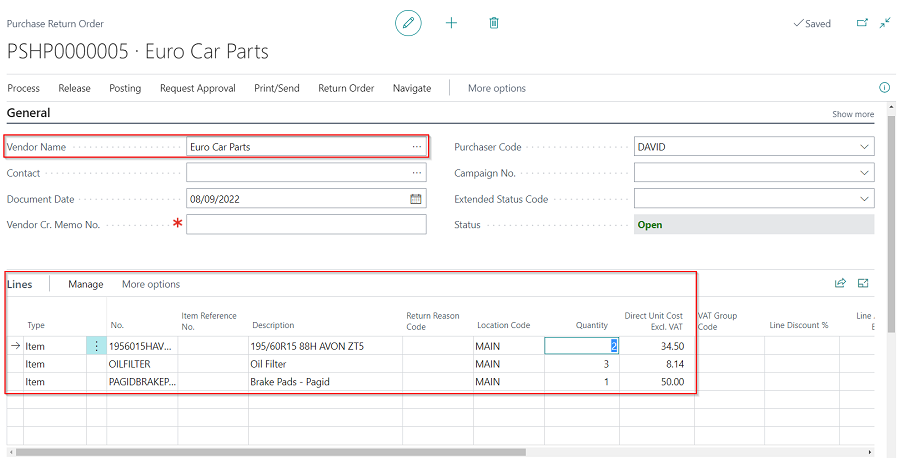 Purchase Return Order
Saved
PSHP0000005 · Euro Car Parts
Process Release Posting Request Approval Print/Send Return Order Navigate More options
General
Show more
Vendor Name Euro Car Parts
Purchaser Code DAVID
Contact
Campaign No.
Document Date 08/09/2022
Extended Status Code
Vendor Cr. Memo No. *
Status Open
Lines Manage More options
Type No. Item Reference No. Description Return Reason Code Location Code Quantity Direct Unit Cost Excl. VAT VAT Group Code Line Discount % Line
Item 1956015HAV... 195/60R15 88H AVON ZT5 MAIN 2 34.50
Item OILFILTER Oil Filter MAIN 3 8.14
Item PAGIDBRAKEP... Brake Pads - Pagid MAIN 1 50.00